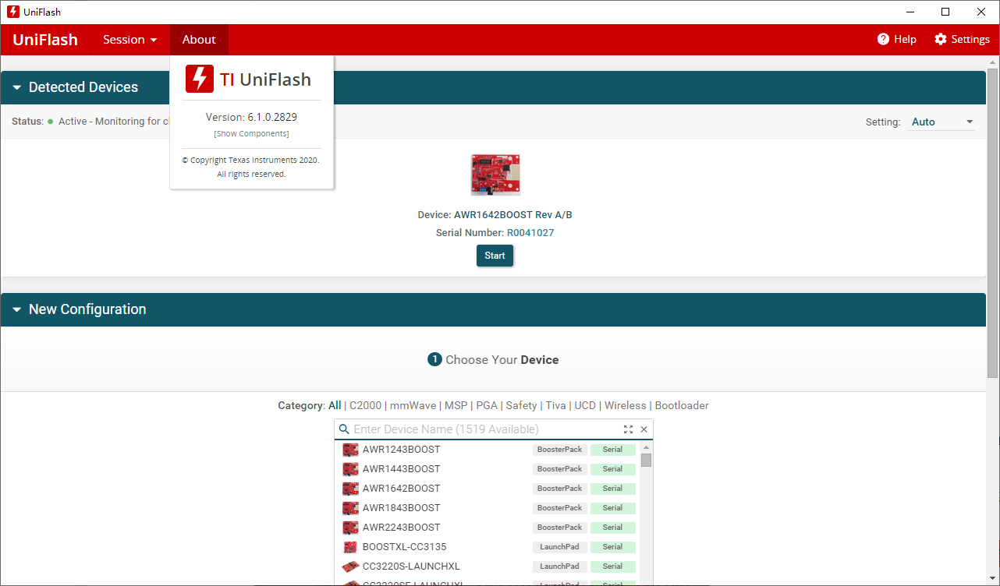 UniFlash
UniFlash Session About Help Settings
TI UniFlash
Version: 6.1.0.2829
[Show Components]
© Copyright Texas Instruments 2020.
All rights reserved.
Detected Devices
Status: Active - Monitoring for
Setting: Auto
Device: AWR1642BOOST Rev A/B
Serial Number: R0041027
Start
New Configuration
1 Choose Your Device
Category: All | C2000 | mmWave | MSP | PGA | Safety | Tiva | UCD | Wireless | Bootloader
Enter Device Name (1519 Available)
AWR1243BOOST BoosterPack Serial
AWR1443BOOST BoosterPack Serial
AWR1642BOOST BoosterPack Serial
AWR1843BOOST BoosterPack Serial
AWR2243BOOST BoosterPack Serial
BOOSTXL-CC3135 LaunchPad Serial
CC3220S-LAUNCHXL LaunchPad Serial